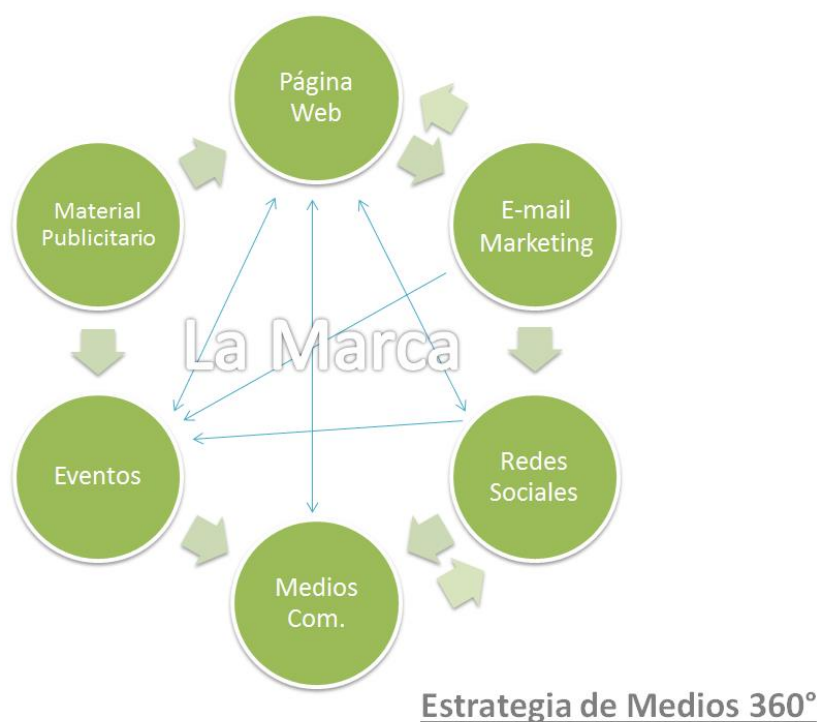 Página
Web
Material
Publicitario
E-mail
Marketing
La Marca
Eventos
Redes
Sociales
Medios
Com.
Estrategia de Medios 360°